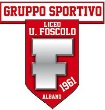 GRUPPO SPORTIVO
LICEO
U. FOSCOLO
F
1961
ALBANO